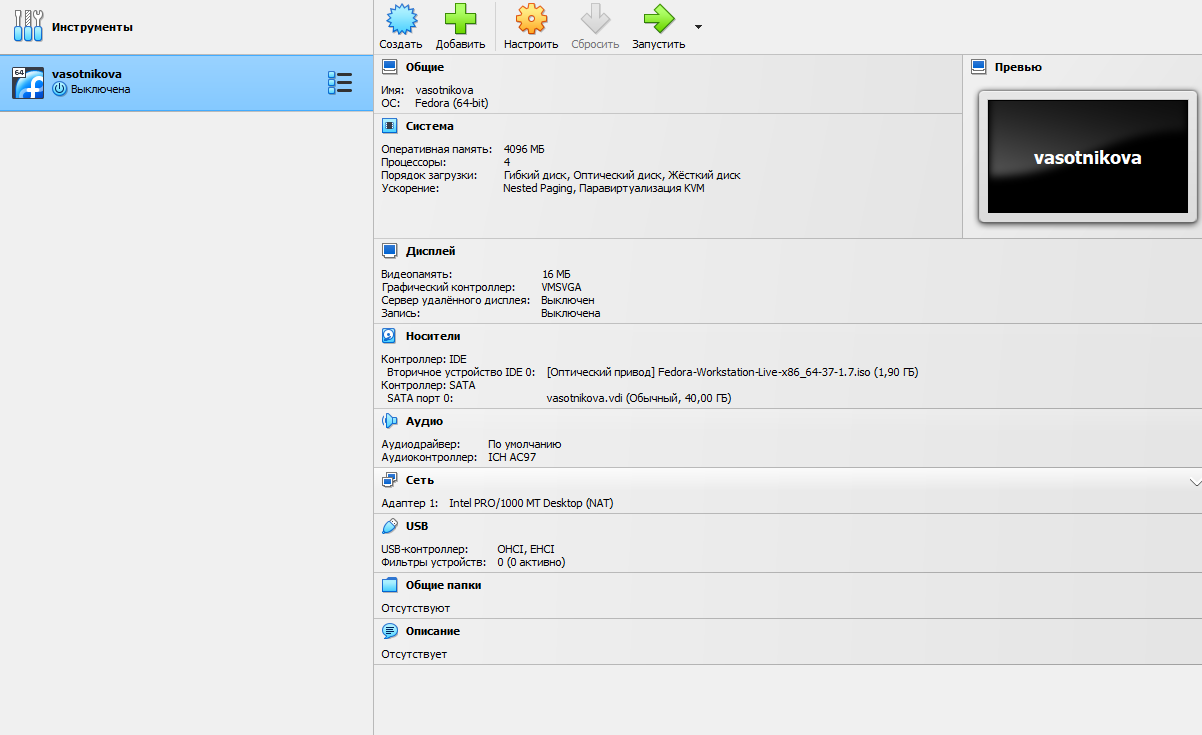 Инструменты
64
vasotnikova
Выключена
Создать Добавить Настроить Сбросить Запустить
Общие
Имя: vasotnikova
ОС: Fedora (64-bit)
Превью
vasotnikova
Система
Оперативная память: 4096 МБ
Процессоры: 4
Порядок загрузки: Гибкий диск, Оптический диск, Жёсткий диск
Ускорение: Nested Paging, Паравиртуализация KVM
Дисплей
Видеопамять: 16 МБ
Графический контроллер: VMSVGA
Сервер удалённого дисплея: Выключен
Запись: Выключена
Носители
Контроллер: IDE
Вторичное устройство IDE 0: [Оптический привод] Fedora-Workstation-Live-x86_64-37-1.7.iso (1,90 ГБ)
Контроллер: SATA
SATA порт 0: vasotnikova.vdi (Обычный, 40,00 ГБ)
Аудио
Аудиодрайвер: По умолчанию
Аудиоконтроллер: ICH AC97
Сеть
Адаптер 1: Intel PRO/1000 MT Desktop (NAT)
USB
USB-контроллер: OHCI, EHCI
Фильтры устройств: 0 (0 активно)
Общие папки
Отсутствуют
Описание
Отсутствует